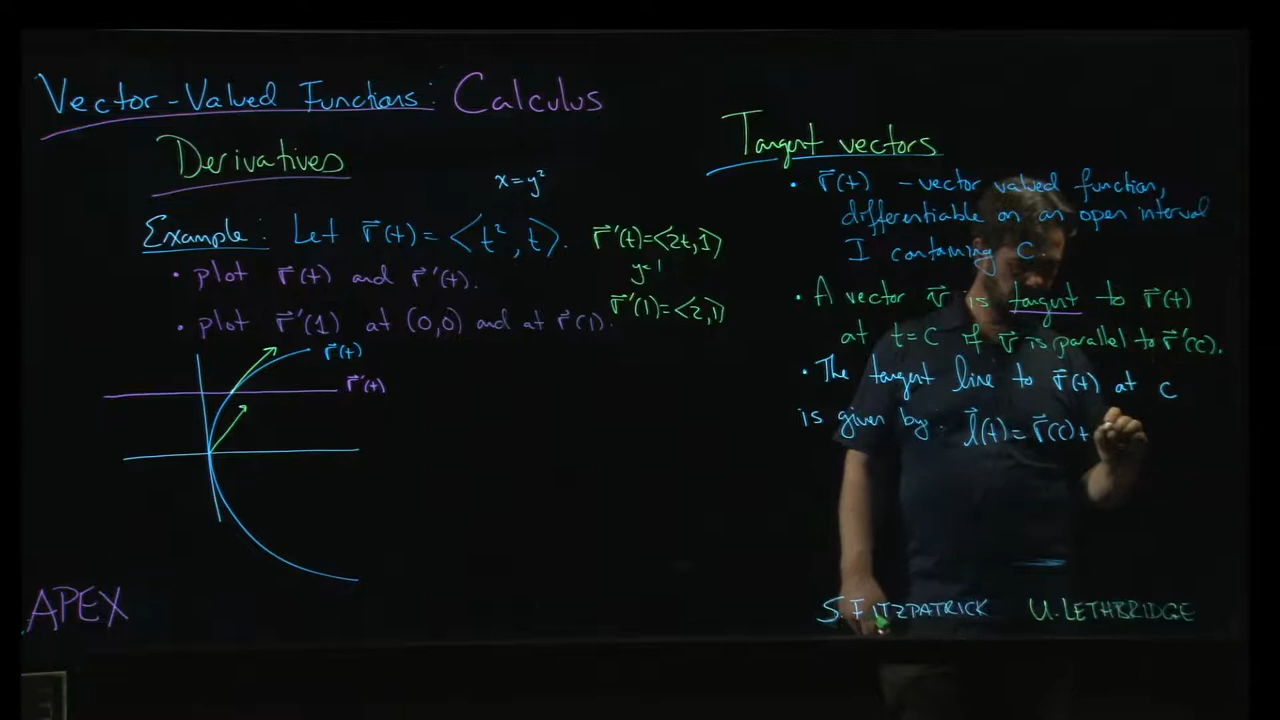 Vector-Valued Functions: Calculus
Derivatives
x=y²
Example: Let r⃗(t) = <t², t>. r⃗'(t)=<2t,1>
• plot r⃗(t) and r⃗'(t). y=1
• plot r⃗'(1) at (0,0) and at r⃗(1). r⃗'(1)=<2,1>
r⃗(t)
r⃗'(t)
APEX
Tangent vectors
• r⃗(t) - vector valued function,
differentiable on an open interval
I containing c.
• A vector v⃗ is tangent to r⃗(t)
at t=c if v⃗ is parallel to r⃗'(c).
• The tangent line to r⃗(t) at c
is given by: l⃗(t)=r⃗(c)+
S. FITZPATRICK U. LETHBRIDGE